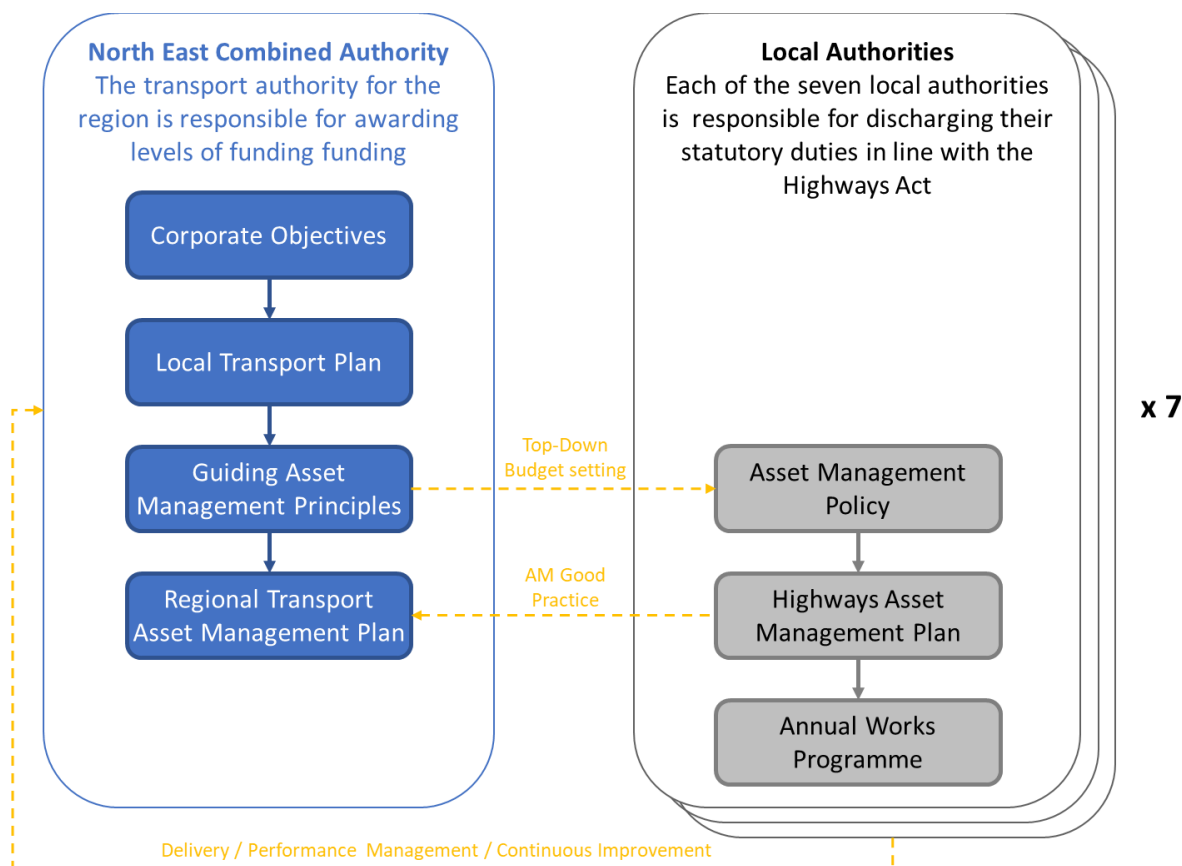 North East Combined Authority
The transport authority for the
region is responsible for awarding
levels of funding funding
Corporate Objectives
Local Transport Plan
Guiding Asset
Management Principles
Regional Transport
Asset Management Plan
Top-Down
Budget setting
AM Good
Practice
Local Authorities
Each of the seven local authorities
is responsible for discharging their
statutory duties in line with the
Highways Act
Asset Management
Policy
Highways Asset
Management Plan
Annual Works
Programme
x 7
Delivery / Performance Management / Continuous Improvement